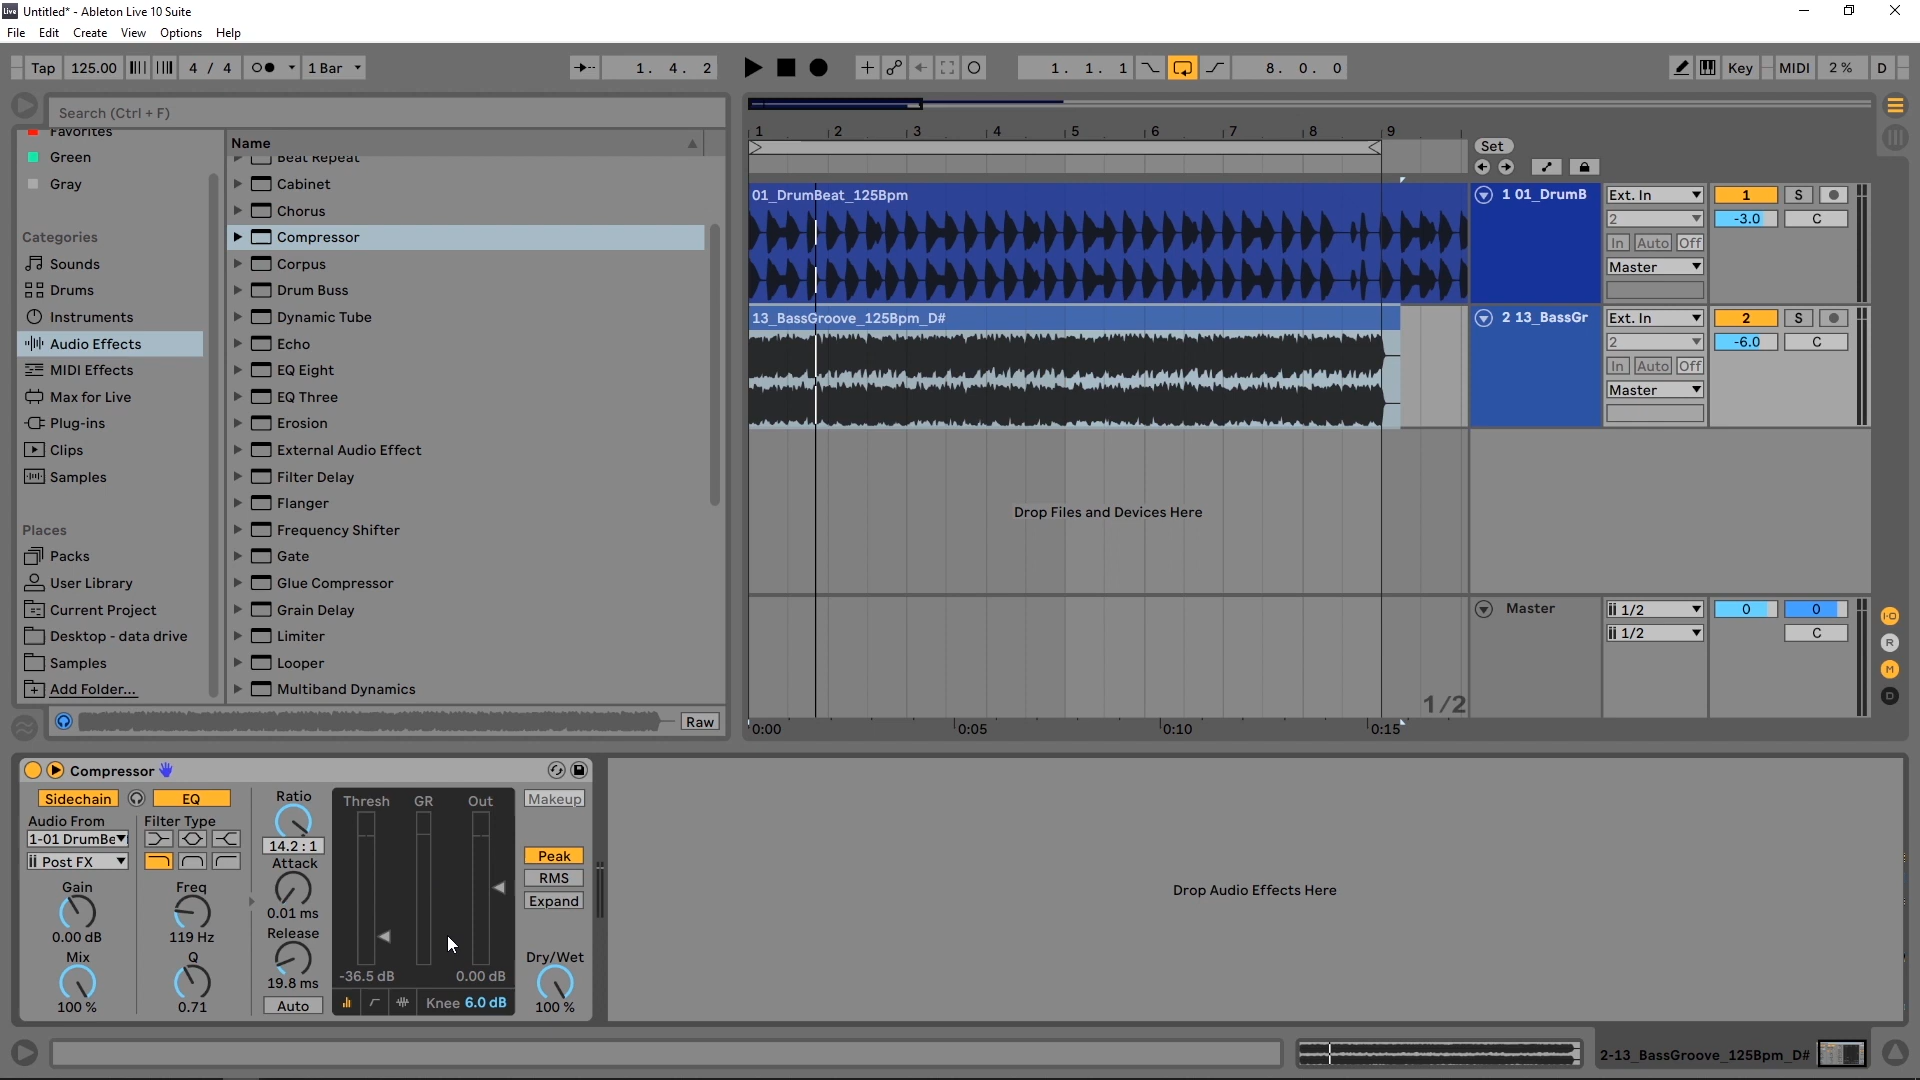 Untitled* - Ableton Live 10 Suite
File Edit Create View Options Help
Tap 125.00 4 / 4 1 Bar 1. 4. 2 1. 1. 1 8. 0. 0 Key MIDI 2 % D
Search (Ctrl + F)
Favorites
Green
Gray
Categories
Sounds
Drums
Instruments
Audio Effects
MIDI Effects
Max for Live
Plug-ins
Clips
Samples
Places
Packs
User Library
Current Project
Desktop - data drive
Samples
Add Folder...
Name
Beat Repeat
Cabinet
Chorus
Compressor
Corpus
Drum Buss
Dynamic Tube
Echo
EQ Eight
EQ Three
Erosion
External Audio Effect
Filter Delay
Flanger
Frequency Shifter
Gate
Glue Compressor
Grain Delay
Limiter
Looper
Multiband Dynamics
Raw
1 2 3 4 5 6 7 8 9
Set
01_DrumBeat_125Bpm
1 01_DrumB Ext. In 1 S
2 -3.0 C
In Auto Off
Master
13_BassGroove_125Bpm_D#
2 13_BassGr Ext. In 2 S
2 -6.0 C
In Auto Off
Master
Drop Files and Devices Here
Master 1/2 0 0
1/2 C
I-O
R
M
D
1/2
0:00 0:05 0:10 0:15
Compressor
Sidechain EQ
Audio From Filter Type
1-01 DrumBe
Post FX
Gain Freq
0.00 dB 119 Hz
Mix Q
100 % 0.71
Ratio
14.2 : 1
Attack
0.01 ms
Release
19.8 ms
Auto
Thresh GR Out
-36.5 dB 0.00 dB
Knee 6.0 dB
Makeup
Peak
RMS
Expand
Dry/Wet
100 %
Drop Audio Effects Here
2-13_BassGroove_125Bpm_D#